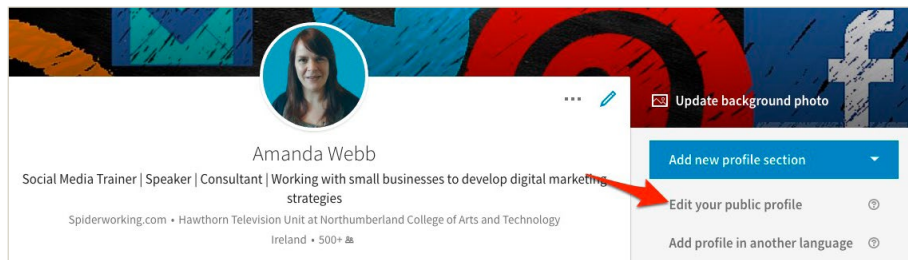 Update background photo
Amanda Webb
Social Media Trainer | Speaker | Consultant | Working with small businesses to develop digital marketing
strategies
Spiderworking.com • Hawthorn Television Unit at Northumberland College of Arts and Technology
Ireland • 500+
Add new profile section
Edit your public profile
Add profile in another language